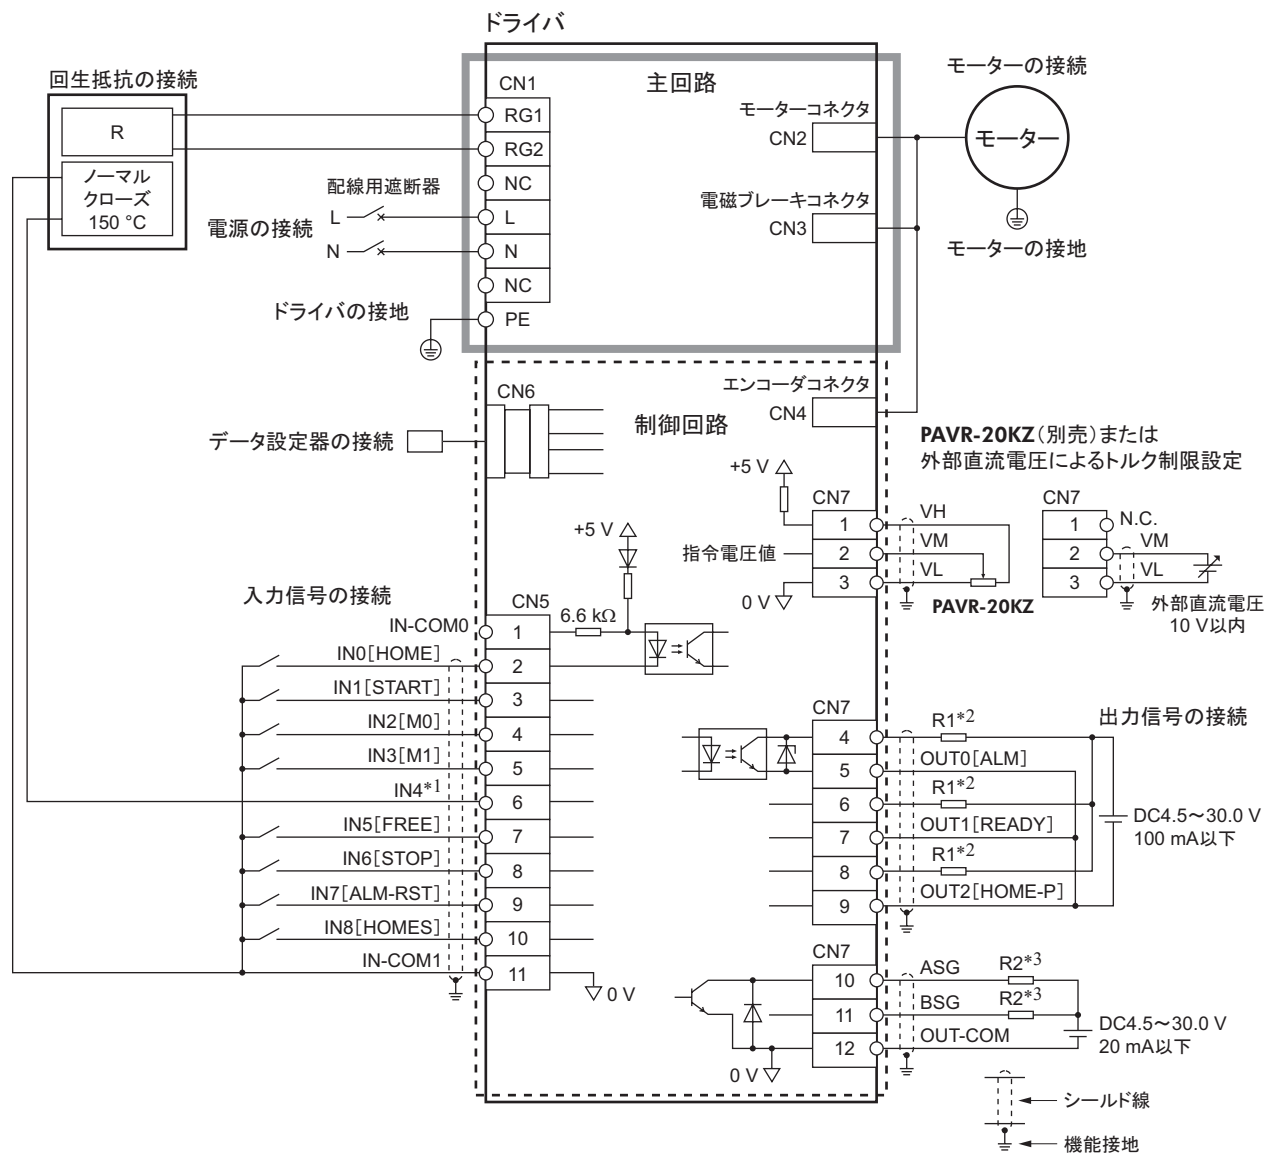 ドライバ
回生抵抗の接続
R
ノーマル
クローズ
150 °C
主回路
CN1
RG1
RG2
NC
L
N
NC
PE
配線用遮断器
電源の接続
L
N
ドライバの接地
モーターコネクタ
CN2
電磁ブレーキコネクタ
CN3
モーターの接続
モーター
モーターの接地
エンコーダコネクタ
CN4
CN6
制御回路
データ設定器の接続
PAVR-20KZ（別売）または
外部直流電圧によるトルク制限設定
+5 V
CN7
1
2
3
指令電圧値
0 V
VH
VM
VL
PAVR-20KZ
CN7
1
2
3
N.C.
VM
VL
外部直流電圧
10 V以内
+5 V
6.6 kΩ
入力信号の接続
CN5
IN-COM0
1
IN0［HOME］
2
IN1［START］
3
IN2［M0］
4
IN3［M1］
5
IN4*1
6
IN5［FREE］
7
IN6［STOP］
8
IN7［ALM-RST］
9
IN8［HOMES］
10
IN-COM1
11
0 V
CN7
出力信号の接続
4
R1*2
5
OUT0［ALM］
6
R1*2
7
OUT1［READY］
8
R1*2
9
OUT2［HOME-P］
DC4.5～30.0 V
100 mA以下
CN7
10
ASG
R2*3
11
BSG
R2*3
12
OUT-COM
DC4.5～30.0 V
20 mA以下
0 V
シールド線
機能接地